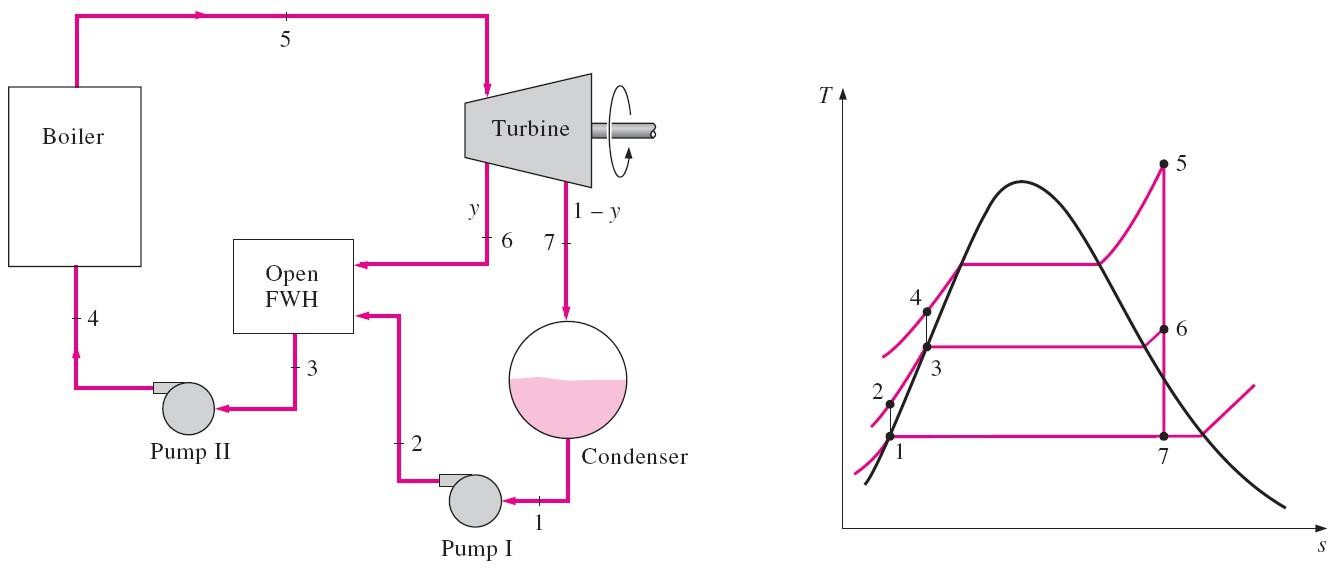 5
Boiler
Turbine
y
1 – y
6
7
Open
FWH
4
3
2
Pump II
Condenser
1
Pump I
T
5
4
6
3
2
1
7
s